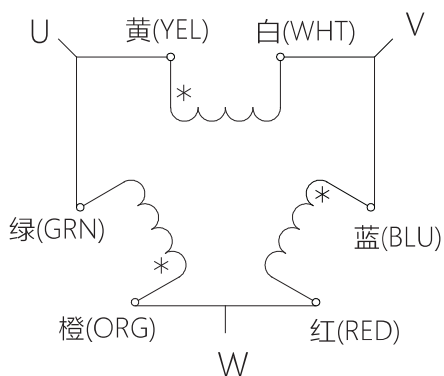 U
黄(YEL)
白(WHT)
V
*
*
绿(GRN)
蓝(BLU)
*
橙(ORG)
红(RED)
W